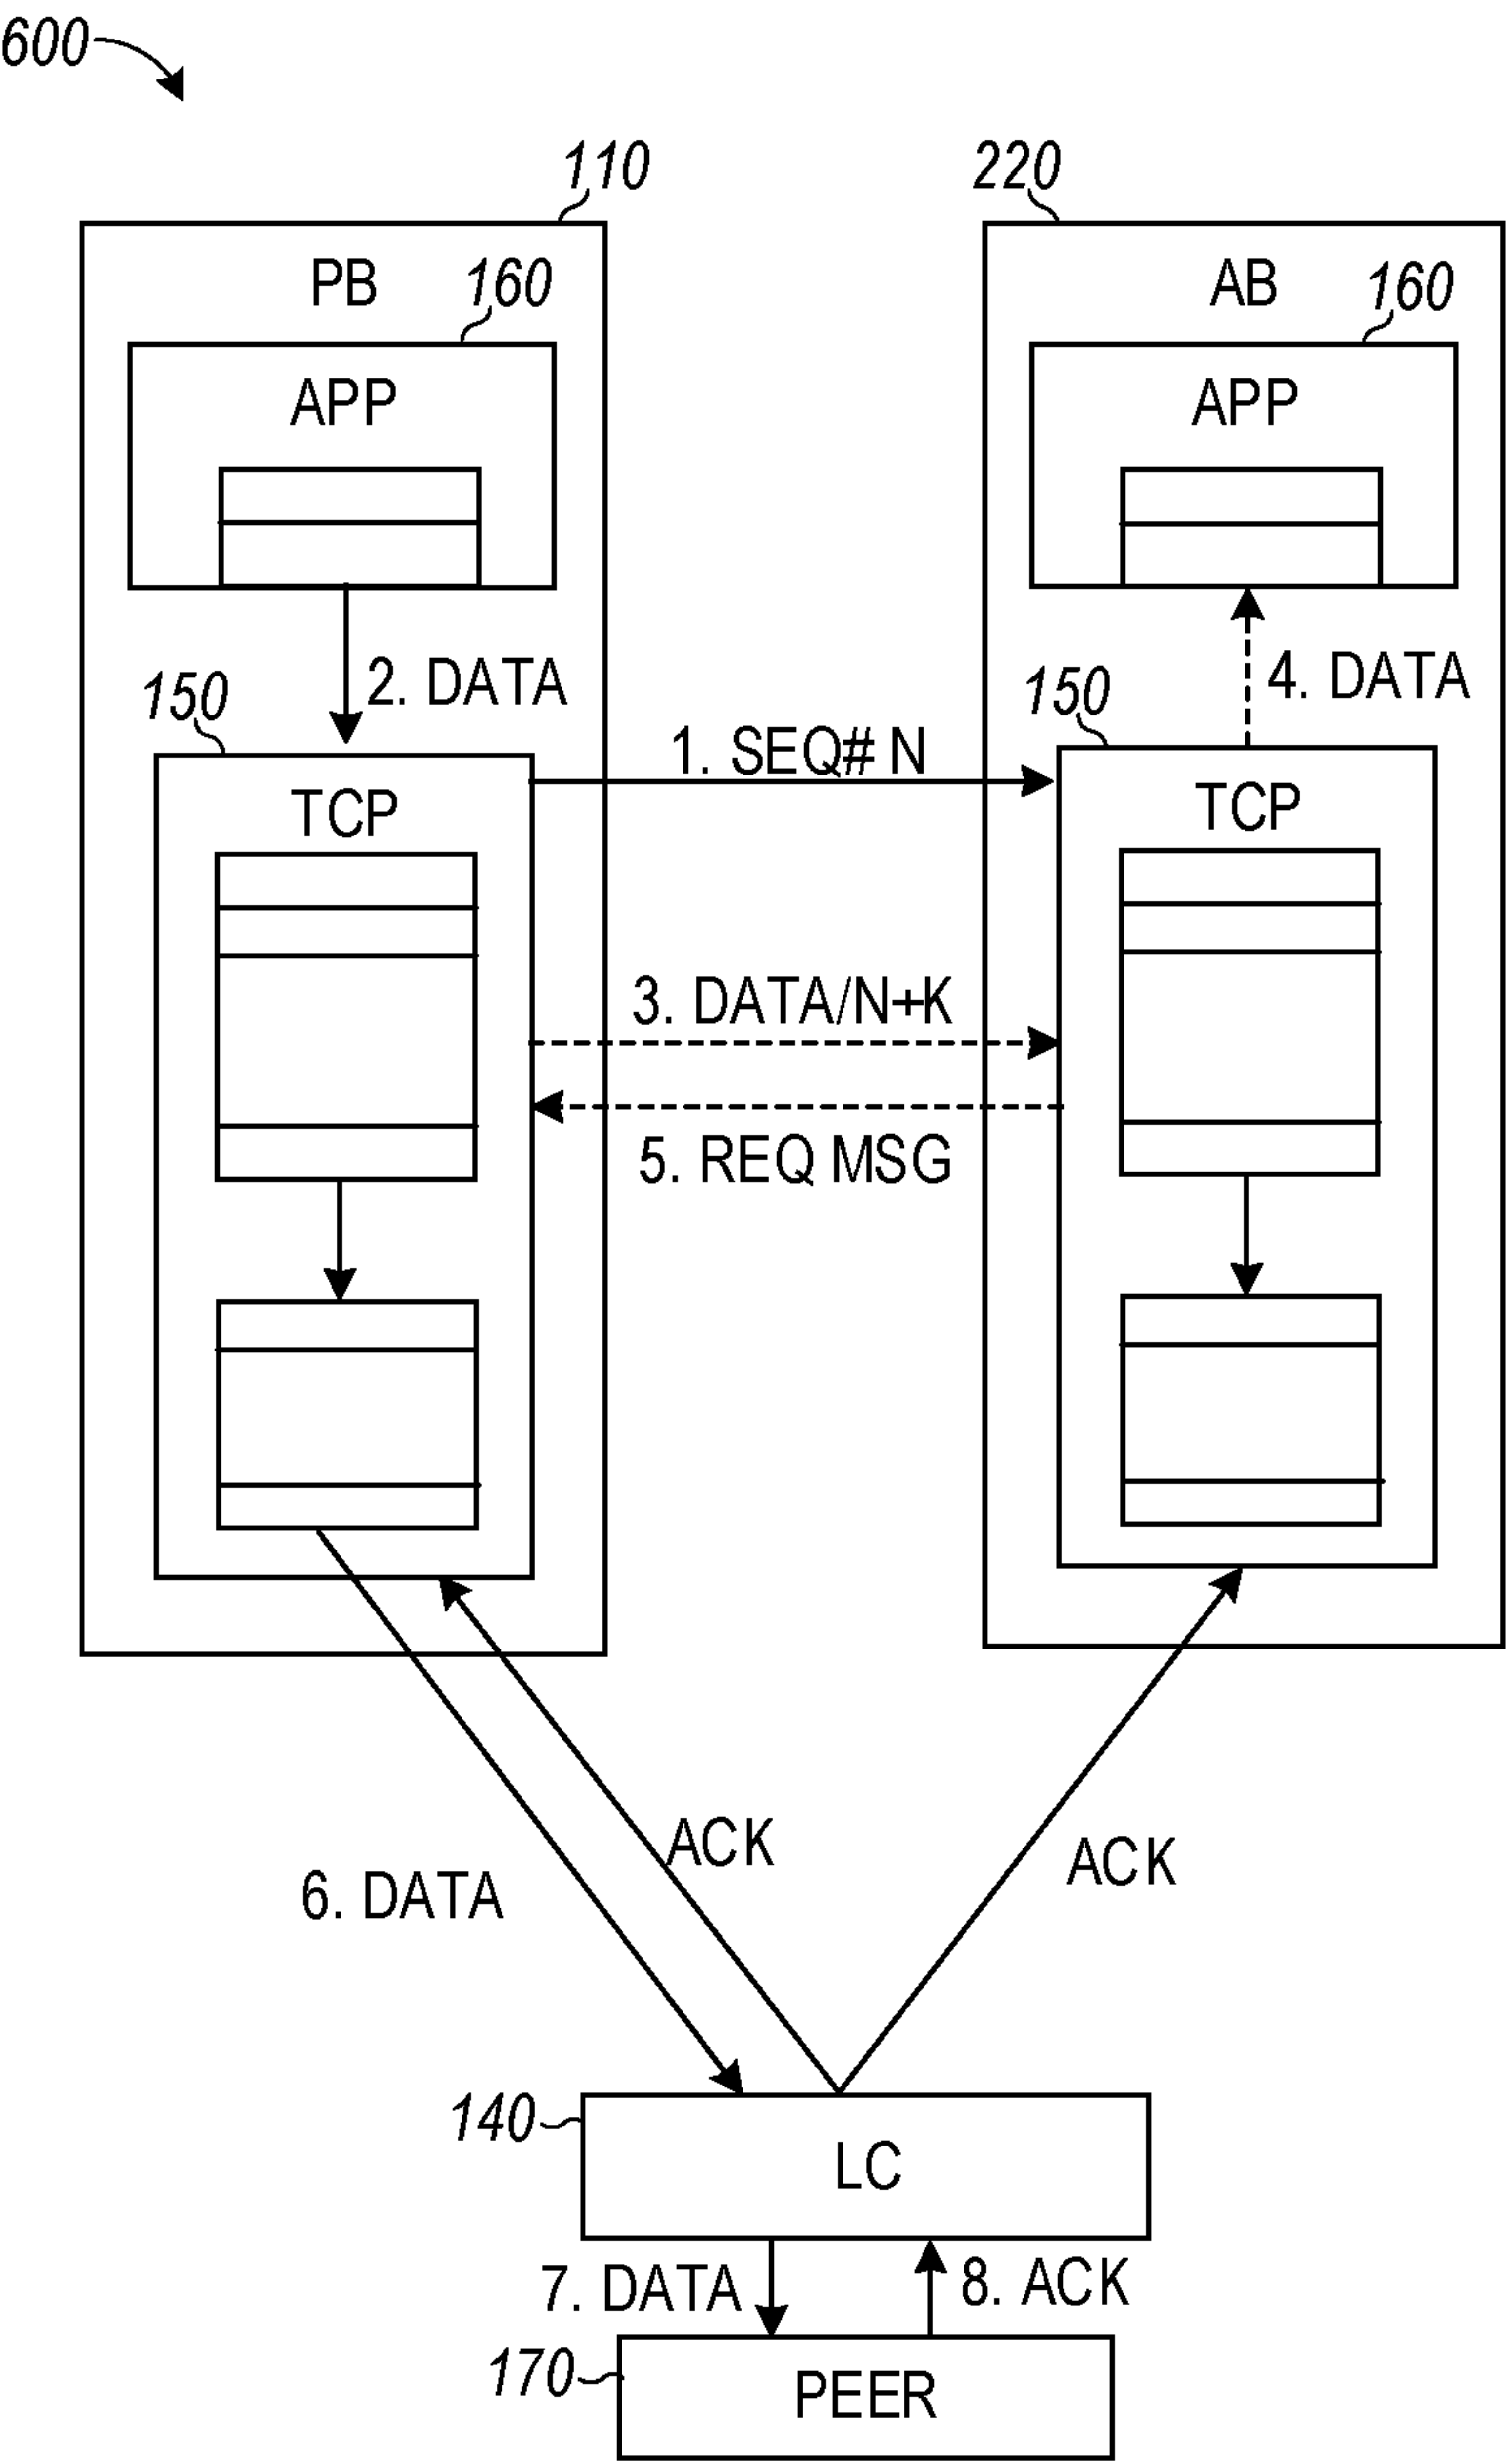 600
110
220
PB
160
AB
160
APP
APP
2. DATA
4. DATA
150
150
1. SEQ# N
TCP
TCP
3. DATA/N+K
5. REQ MSG
ACK
ACK
6. DATA
140
LC
7. DATA
8. ACK
170
PEER